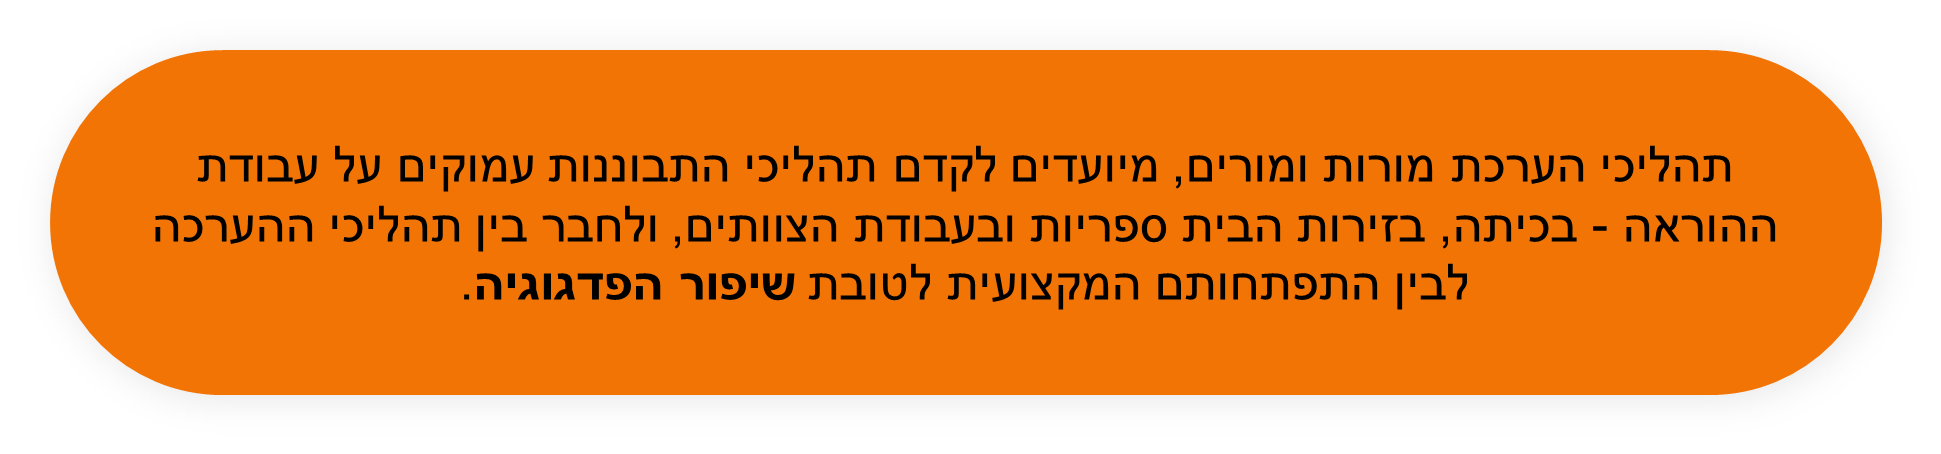 תהליכי הערכת מורות ומורים, מיועדים לקדם תהליכי התבוננות עמוקים על עבודת
ההוראה - בכיתה, בזירות הבית ספריות ובעבודת הצוותים, ולחבר בין תהליכי ההערכה
לבין התפתחותם המקצועית לטובת שיפור הפדגוגיה.